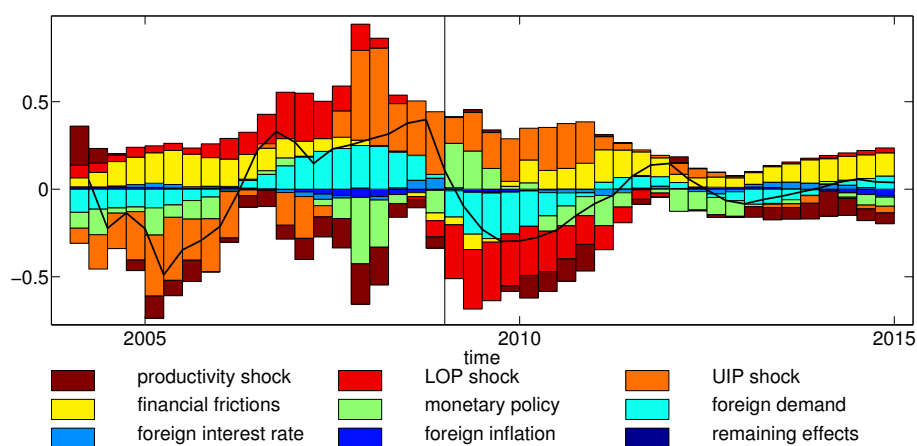 0.5
0
−0.5
2005 2010 2015
time
productivity shock LOP shock UIP shock
financial frictions monetary policy foreign demand
foreign interest rate foreign inflation remaining effects